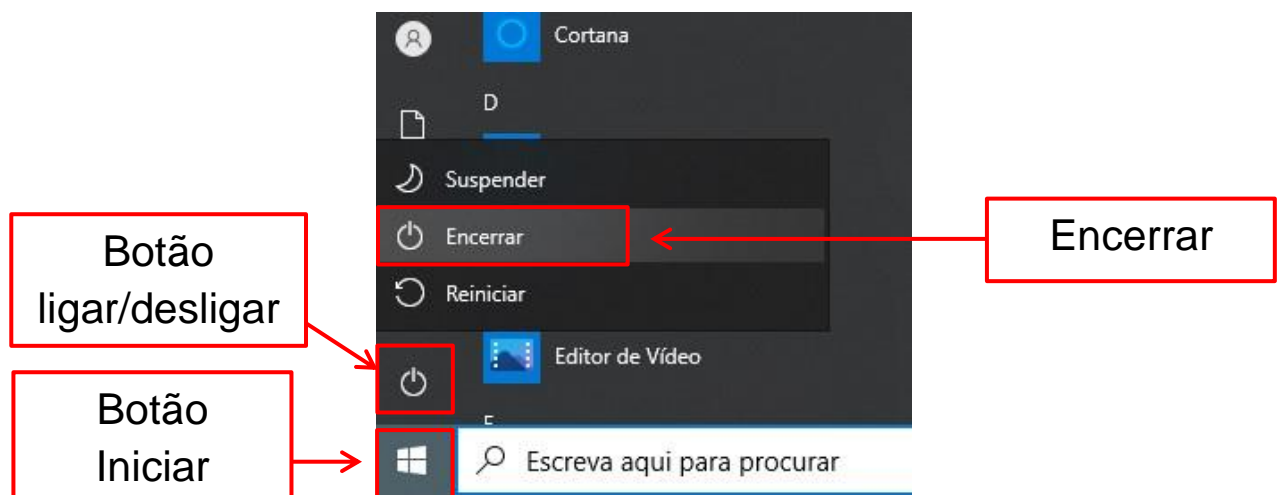 Cortana
D
Suspender
Encerrar
Reiniciar
Editor de Vídeo
Escreva aqui para procurar
Botão
ligar/desligar
Botão
Iniciar
Encerrar